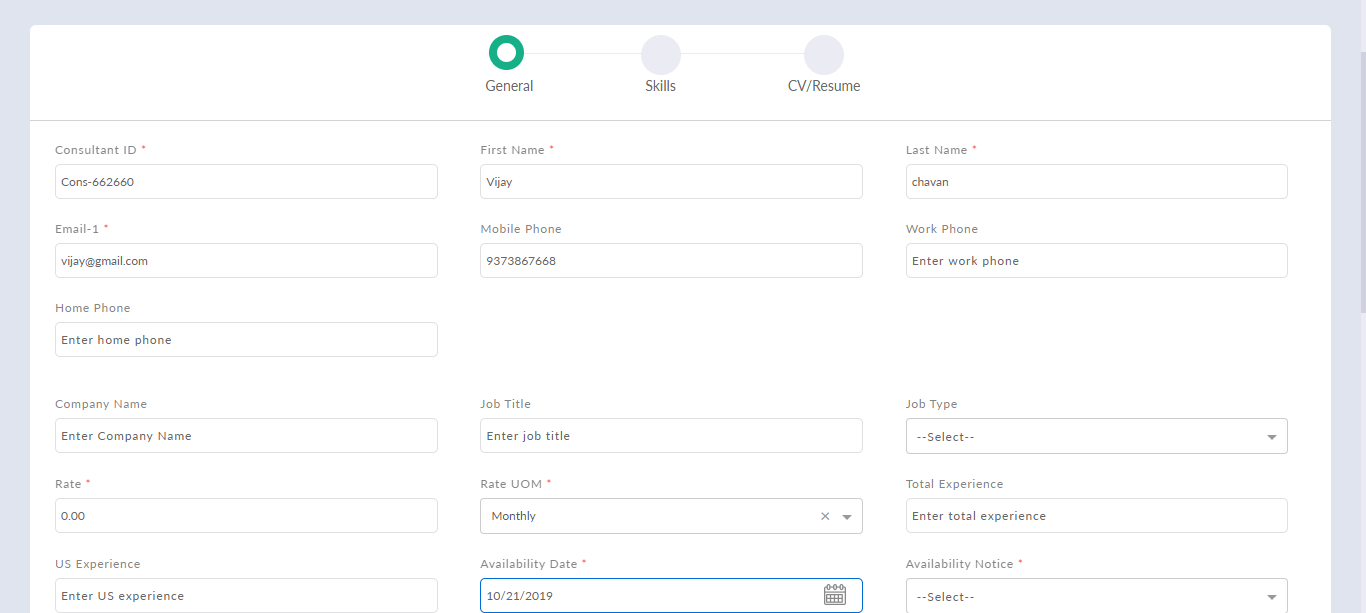 General Skills CV/Resume
Consultant ID * First Name * Last Name *
Cons-662660 Vijay chavan
Email-1 * Mobile Phone Work Phone
vijay@gmail.com 9373867668 Enter work phone
Home Phone
Enter home phone
Company Name Job Title Job Type
Enter Company Name Enter job title --Select--
Rate * Rate UOM * Total Experience
0.00 Monthly × Enter total experience
US Experience Availability Date * Availability Notice *
Enter US experience 10/21/2019 --Select--